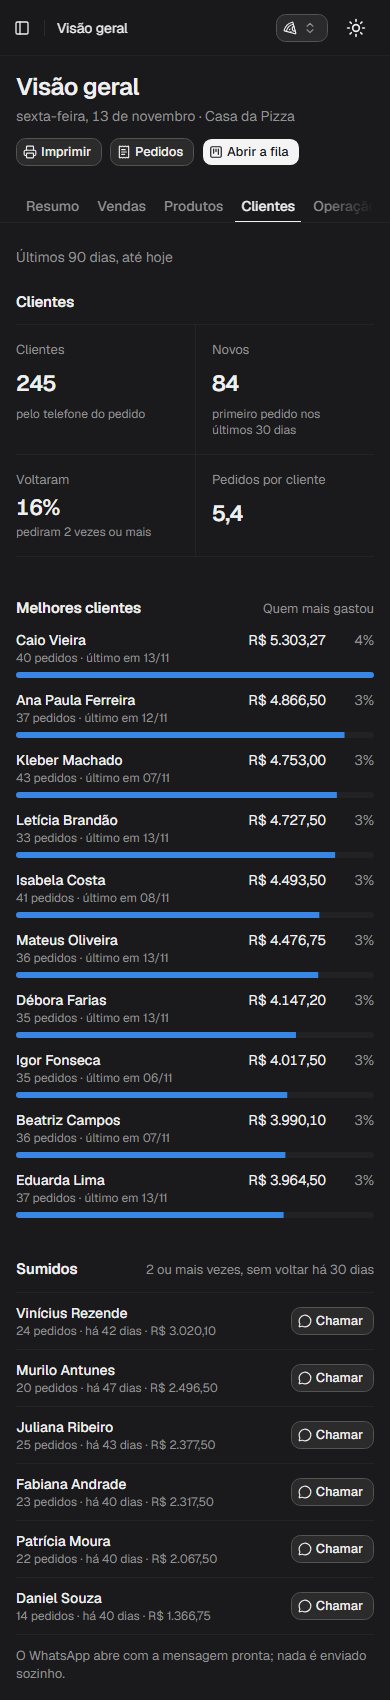 Visão geral
Visão geral
sexta-feira, 13 de novembro · Casa da Pizza
Imprimir Pedidos Abrir a fila
Resumo Vendas Produtos Clientes
Últimos 90 dias, até hoje
Clientes
Clientes Novos
245 84
pelo telefone do pedido primeiro pedido nos
últimos 30 dias
Voltaram Pedidos por cliente
16% 5,4
pediram 2 vezes ou mais
Melhores clientes Quem mais gastou
Caio Vieira R$ 5.303,27 4%
40 pedidos · último em 13/11
Ana Paula Ferreira R$ 4.866,50 3%
37 pedidos · último em 12/11
Kleber Machado R$ 4.753,00 3%
43 pedidos · último em 07/11
Letícia Brandão R$ 4.727,50 3%
33 pedidos · último em 13/11
Isabela Costa R$ 4.493,50 3%
41 pedidos · último em 08/11
Mateus Oliveira R$ 4.476,75 3%
36 pedidos · último em 13/11
Débora Farias R$ 4.147,20 3%
35 pedidos · último em 13/11
Igor Fonseca R$ 4.017,50 3%
35 pedidos · último em 06/11
Beatriz Campos R$ 3.990,10 3%
36 pedidos · último em 07/11
Eduarda Lima R$ 3.964,50 3%
37 pedidos · último em 13/11
Sumidos 2 ou mais vezes, sem voltar há 30 dias
Vinícius Rezende Chamar
24 pedidos · há 42 dias · R$ 3.020,10
Murilo Antunes Chamar
20 pedidos · há 47 dias · R$ 2.496,50
Juliana Ribeiro Chamar
25 pedidos · há 43 dias · R$ 2.377,50
Fabiana Andrade Chamar
23 pedidos · há 40 dias · R$ 2.317,50
Patrícia Moura Chamar
22 pedidos · há 40 dias · R$ 2.067,50
Daniel Souza Chamar
14 pedidos · há 40 dias · R$ 1.366,75
O WhatsApp abre com a mensagem pronta; nada é enviado
sozinho.